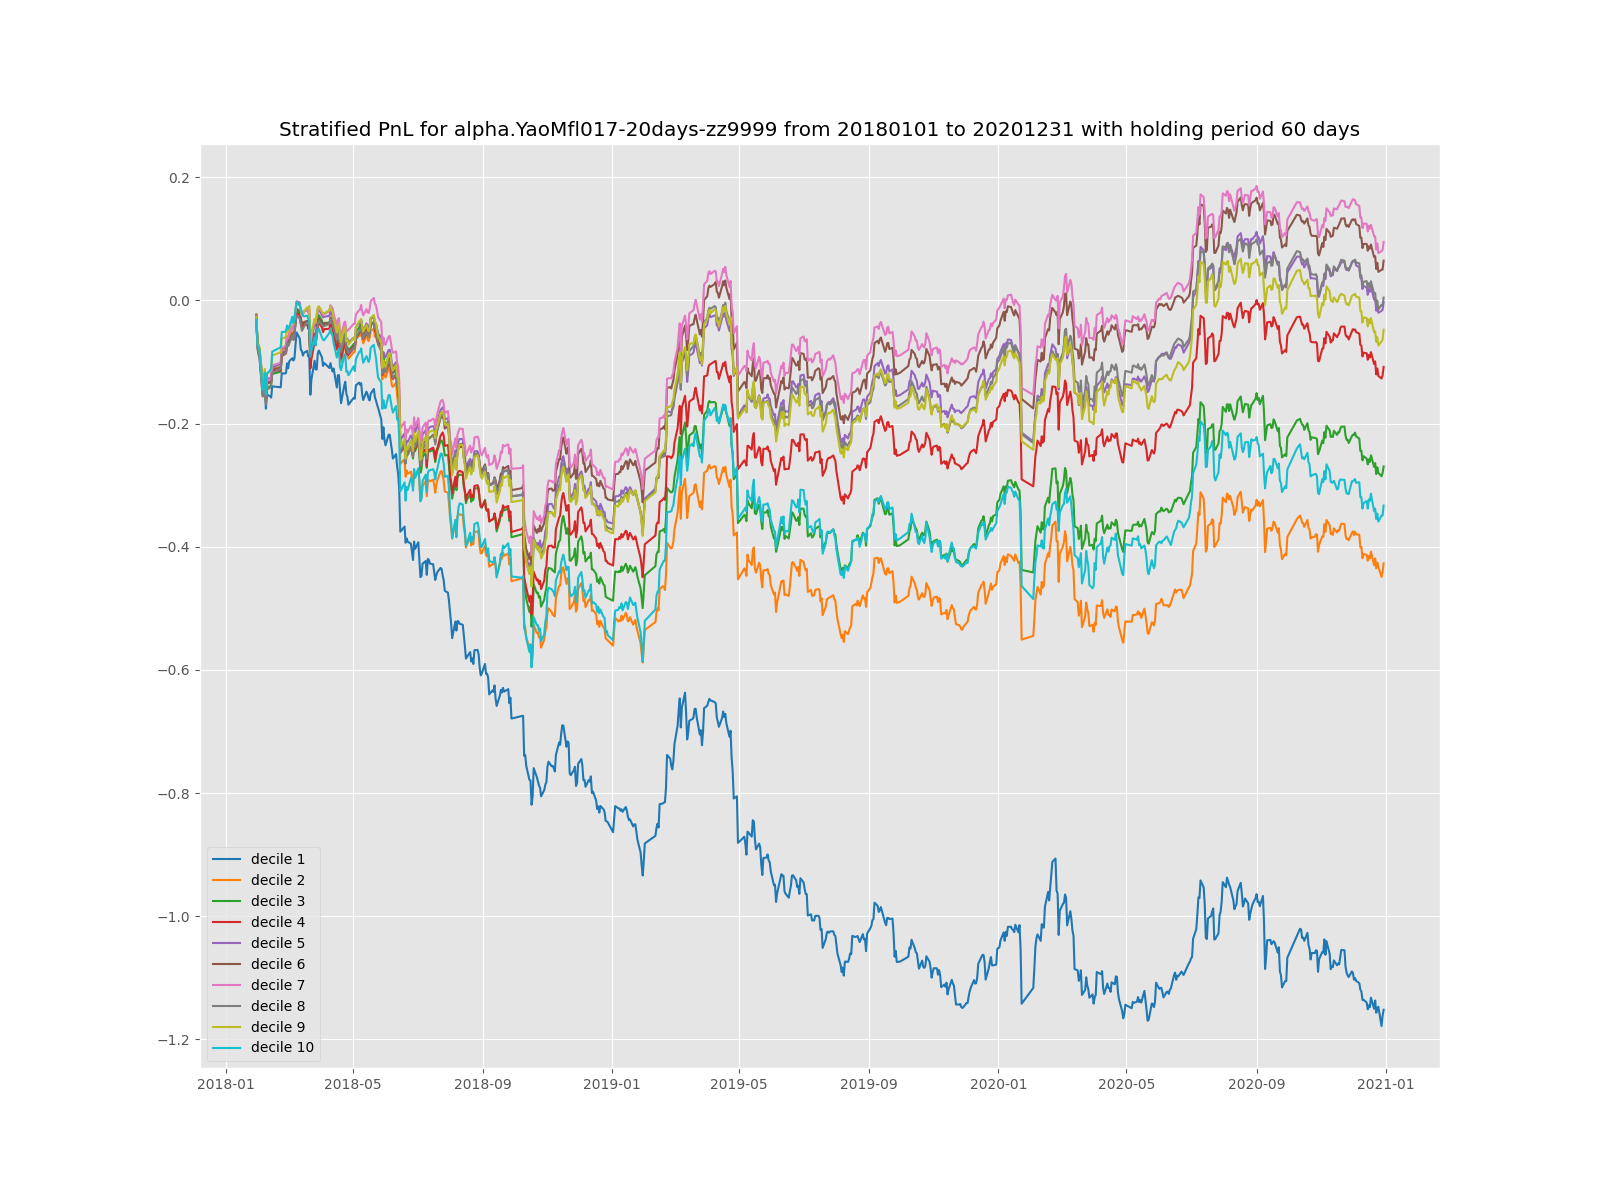 Stratified PnL for alpha.YaoMfl017-20days-zz9999 from 20180101 to 20201231 with holding period 60 days
0.2
0.0
−0.2
−0.4
−0.6
−0.8
−1.0
−1.2
decile 1
decile 2
decile 3
decile 4
decile 5
decile 6
decile 7
decile 8
decile 9
decile 10
2018-01 2018-05 2018-09 2019-01 2019-05 2019-09 2020-01 2020-05 2020-09 2021-01